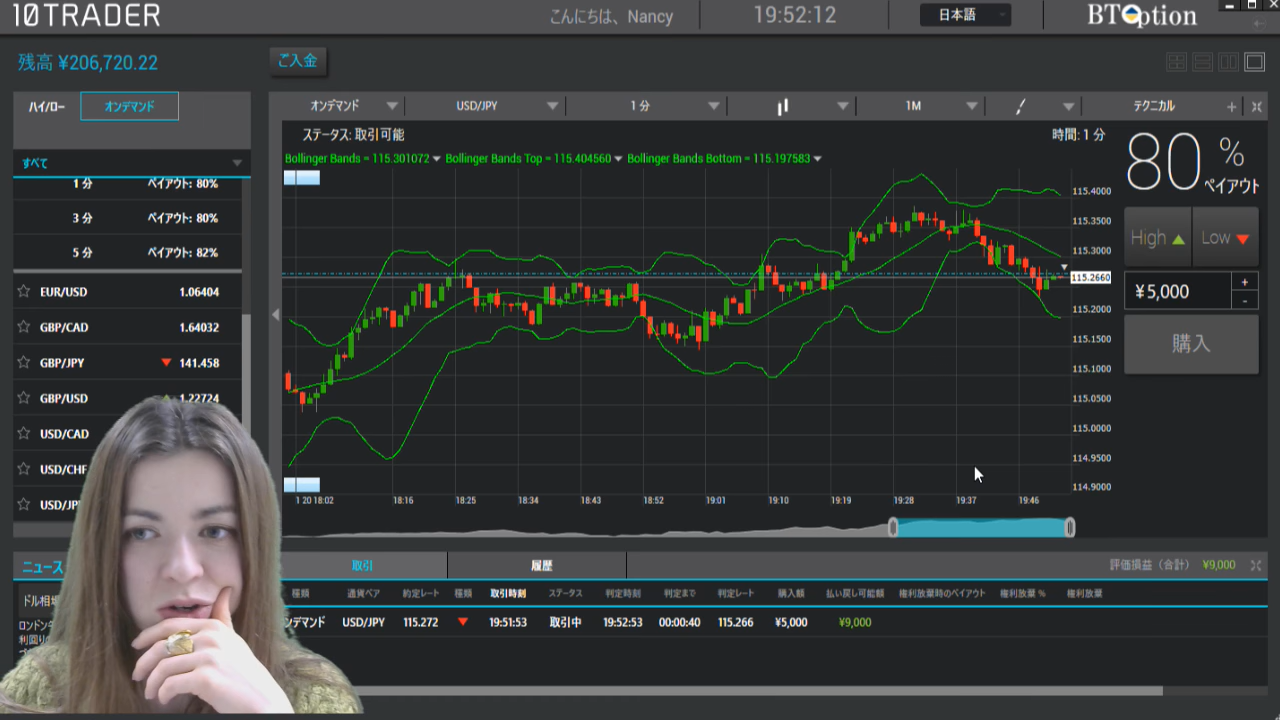 10TRADER
こんにちは、Nancy
19:52:12
日本語
BTOption
残高 ¥206,720.22
ご入金
ハイ/ロー
オンデマンド
すべて
1 分 ペイアウト: 80%
3 分 ペイアウト: 80%
5 分 ペイアウト: 82%
EUR/USD 1.06404
GBP/CAD 1.64032
GBP/JPY 141.458
GBP/USD 1.22724
USD/CAD
USD/CHF
オンデマンド USD/JPY 1 分 1M テクニカル
ステータス: 取引可能 時間: 1 分
Bollinger Bands = 115.301072 Bollinger Bands Top = 115.404560 Bollinger Bands Bottom = 115.197583
115.4000
115.3500
115.3000
115.2660
115.2000
115.1500
115.1000
115.0500
115.0000
114.9500
114.9000
1 20 18:02 18:16 18:25 18:34 18:43 18:52 19:01 19:10 19:19 19:28 19:37 19:46
80 %
ペイアウト
High Low
¥5,000
+
-
購入
ニュース
取引
履歴
評価損益（合計） ¥9,000
種類 通貨ペア 約定レート 種類 取引時刻 ステータス 判定時刻 判定まで 判定レート 購入額 払い戻し可能額 権利放棄時のペイアウト 権利放棄 % 権利放棄
ンデマンド USD/JPY 115.272 19:51:53 取引中 19:52:53 00:00:40 115.266 ¥5,000 ¥9,000
ドル相場